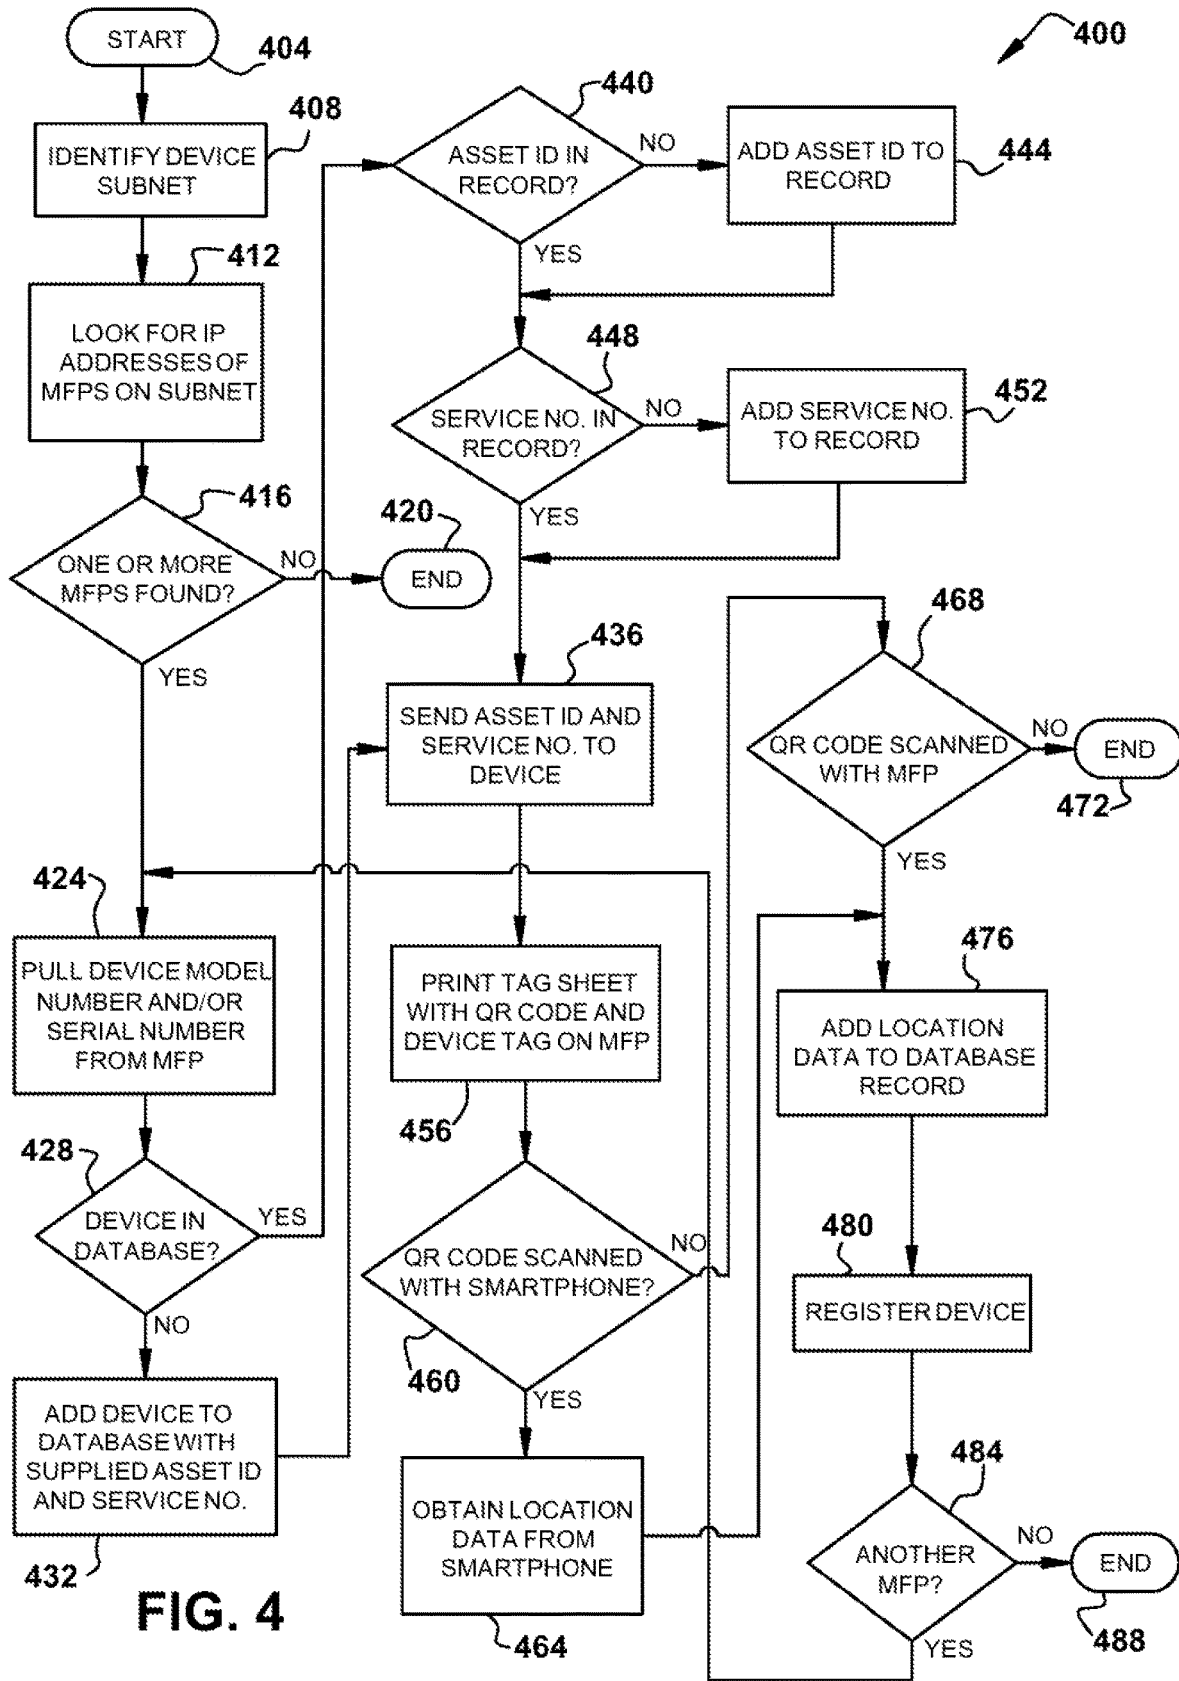 START
404
400
IDENTIFY DEVICE
SUBNET
408
412
LOOK FOR IP
ADDRESSES OF
MFPS ON SUBNET
416
ONE OR MORE
MFPS FOUND?
NO
YES
420
END
424
PULL DEVICE MODEL
NUMBER AND/OR
SERIAL NUMBER
FROM MFP
428
DEVICE IN
DATABASE?
YES
NO
ADD DEVICE TO
DATABASE WITH
SUPPLIED ASSET ID
AND SERVICE NO.
432
440
ASSET ID IN
RECORD?
NO
YES
ADD ASSET ID TO
RECORD
444
448
SERVICE NO. IN
RECORD?
NO
YES
ADD SERVICE NO.
TO RECORD
452
436
SEND ASSET ID AND
SERVICE NO. TO
DEVICE
PRINT TAG SHEET
WITH QR CODE AND
DEVICE TAG ON MFP
456
QR CODE SCANNED
WITH SMARTPHONE?
NO
460
YES
OBTAIN LOCATION
DATA FROM
SMARTPHONE
464
468
QR CODE SCANNED
WITH MFP
NO
END
472
YES
476
ADD LOCATION
DATA TO DATABASE
RECORD
480
REGISTER DEVICE
484
ANOTHER
MFP?
NO
END
488
YES
FIG. 4